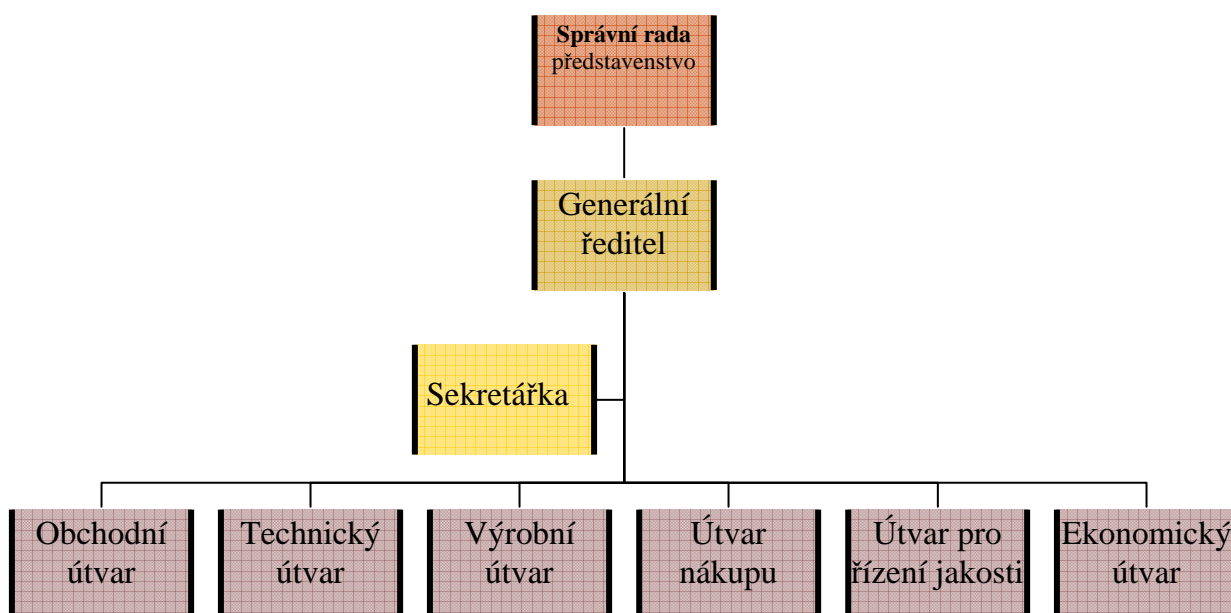 Správní rada
představenstvo
Generální
ředitel
Sekretářka
Obchodní
útvar
Technický
útvar
Výrobní
útvar
Útvar
nákupu
Útvar pro
řízení jakosti
Ekonomický
útvar